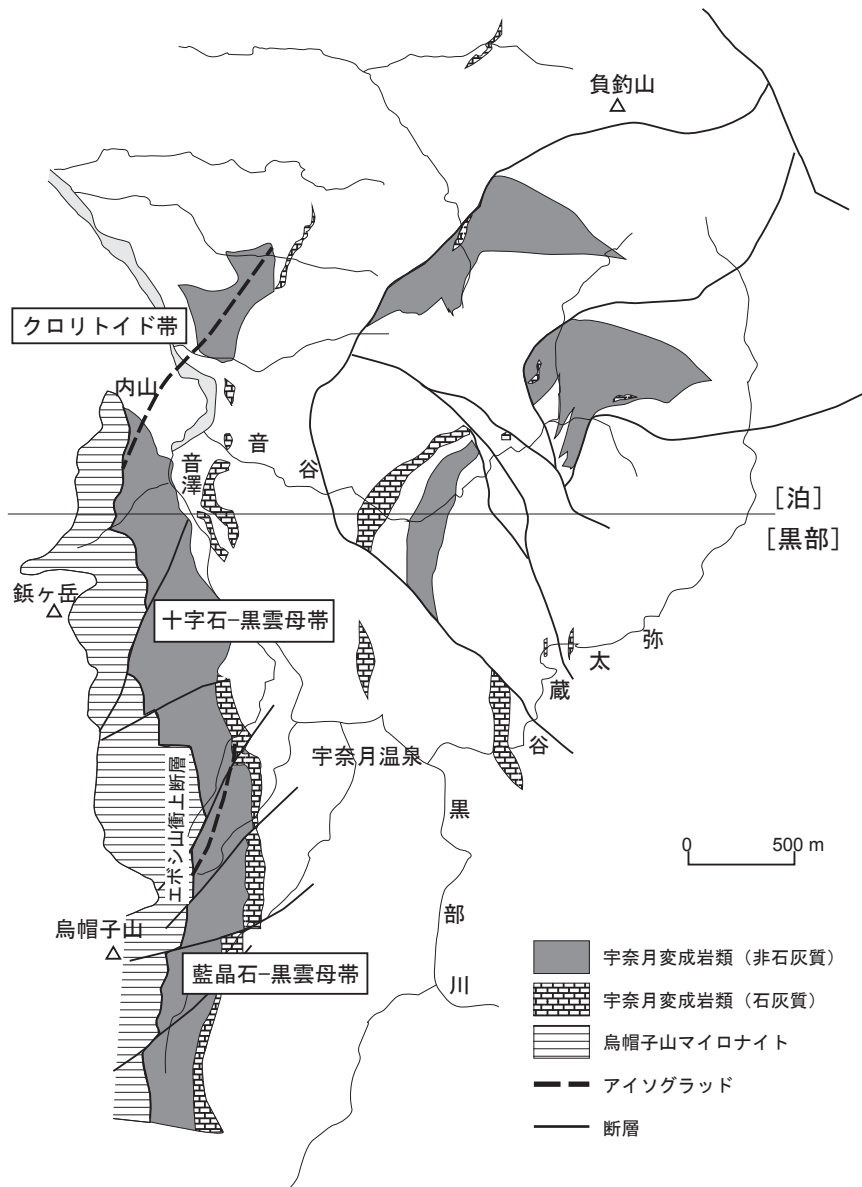 負釣山
クロリトイド帯
内山
音谷
音澤
[泊]
[黒部]
鋲ヶ岳
十字石−黒雲母帯
弥太蔵谷
宇奈月温泉
エボシ山衝上断層
黒部川
0 500 m
烏帽子山
藍晶石−黒雲母帯
宇奈月変成岩類（非石灰質）
宇奈月変成岩類（石灰質）
烏帽子山マイロナイト
アイソグラッド
断層